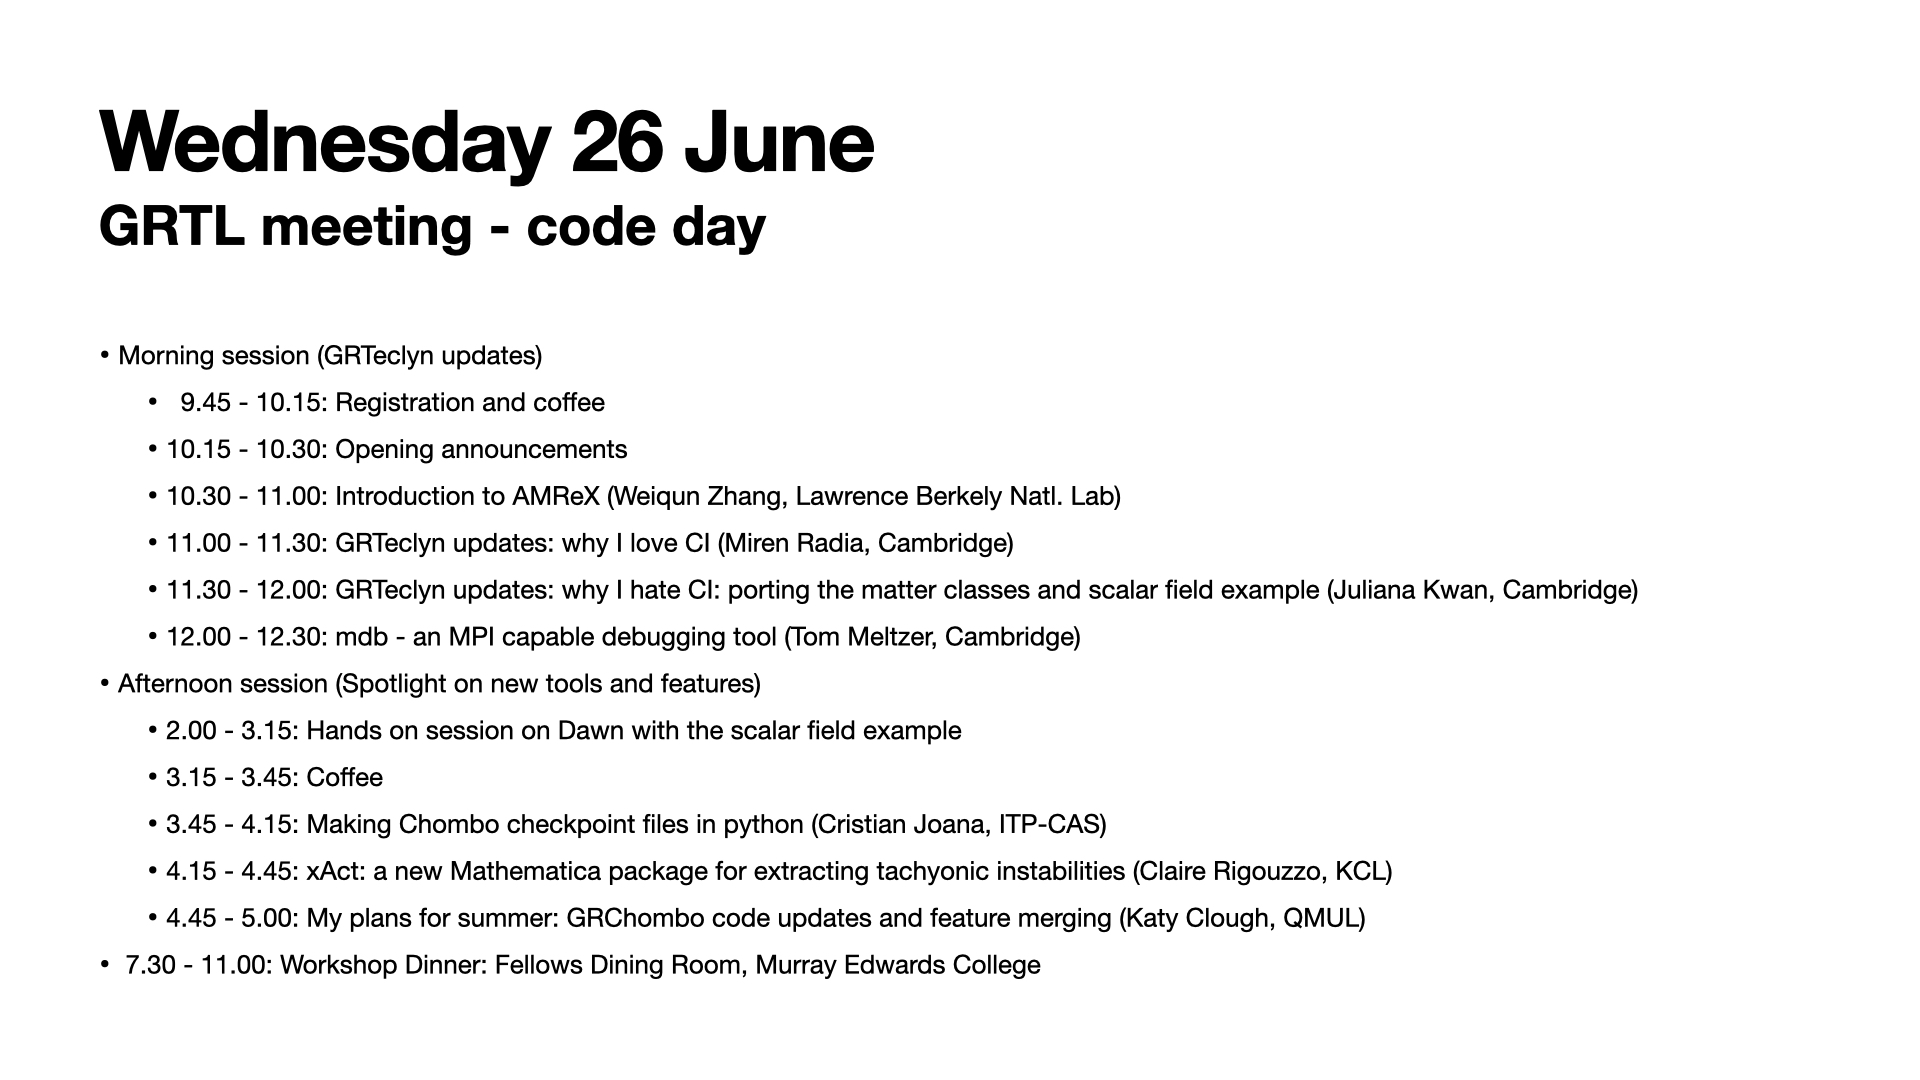 Wednesday 26 June
GRTL meeting - code day
• Morning session (GRTeclyn updates)
• 9.45 - 10.15: Registration and coffee
• 10.15 - 10.30: Opening announcements
• 10.30 - 11.00: Introduction to AMReX (Weiqun Zhang, Lawrence Berkely Natl. Lab)
• 11.00 - 11.30: GRTeclyn updates: why I love CI (Miren Radia, Cambridge)
• 11.30 - 12.00: GRTeclyn updates: why I hate CI: porting the matter classes and scalar field example (Juliana Kwan, Cambridge)
• 12.00 - 12.30: mdb - an MPI capable debugging tool (Tom Meltzer, Cambridge)
• Afternoon session (Spotlight on new tools and features)
• 2.00 - 3.15: Hands on session on Dawn with the scalar field example
• 3.15 - 3.45: Coffee
• 3.45 - 4.15: Making Chombo checkpoint files in python (Cristian Joana, ITP-CAS)
• 4.15 - 4.45: xAct: a new Mathematica package for extracting tachyonic instabilities (Claire Rigouzzo, KCL)
• 4.45 - 5.00: My plans for summer: GRChombo code updates and feature merging (Katy Clough, QMUL)
• 7.30 - 11.00: Workshop Dinner: Fellows Dining Room, Murray Edwards College